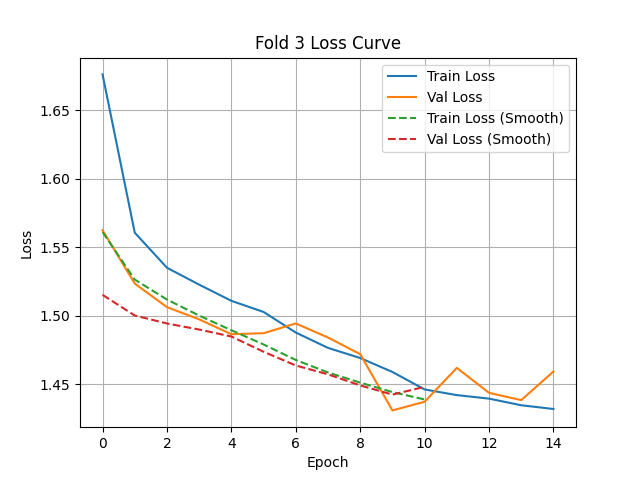 Fold 3 Loss Curve
Train Loss
Val Loss
Train Loss (Smooth)
Val Loss (Smooth)
Loss
1.65
1.60
1.55
1.50
1.45
0 2 4 6 8 10 12 14
Epoch